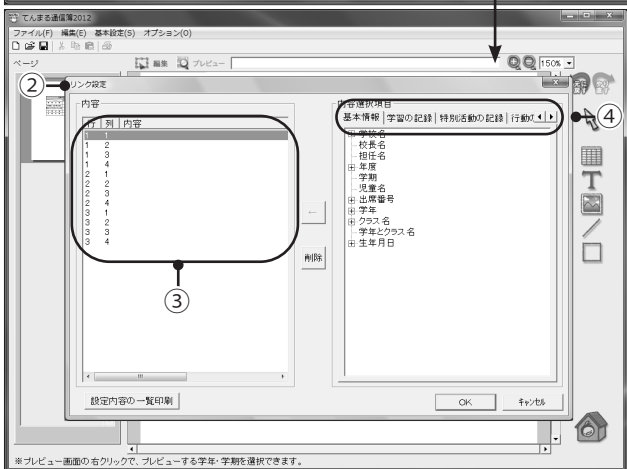 てんまる通信簿2012
ファイル(F) 編集(E) 基本設定(S) オプション(O)
ページ 編集 プレビュー 150%
② リンク設定
内容
行 列 内容
1 1
1 2
1 3
1 4
2 1
2 2
2 3
2 4
3 1
3 2
3 3
3 4
③
←
削除
内容選択項目
基本情報 学習の記録 特別活動の記録 行動の ④
学校名
校長名
担任名
年度
学期
児童名
出席番号
学年
クラス名
学年とクラス名
生年月日
T
設定内容の一覧印刷 OK キャンセル
※プレビュー画面の右クリックで、プレビューする学年・学期を選択できます。